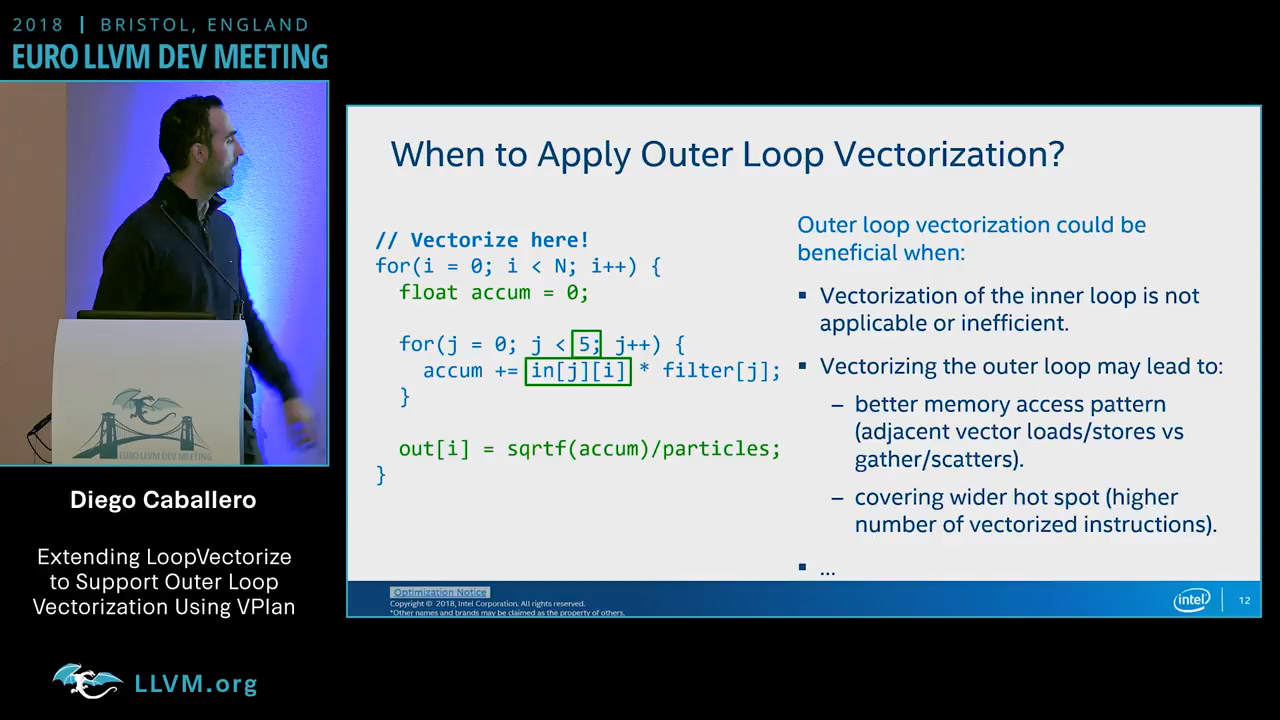 2018 | BRISTOL, ENGLAND
EURO LLVM DEV MEETING
EURO LLVM DEV MEETING
Diego Caballero
Extending LoopVectorize
to Support Outer Loop
Vectorization Using VPlan
LLVM.org
When to Apply Outer Loop Vectorization?
// Vectorize here!
for(i = 0; i < N; i++) {
float accum = 0;
for(j = 0; j < 5; j++) {
accum += in[j][i] * filter[j];
}
out[i] = sqrtf(accum)/particles;
}
Outer loop vectorization could be
beneficial when:
▪ Vectorization of the inner loop is not
applicable or inefficient.
▪ Vectorizing the outer loop may lead to:
– better memory access pattern
(adjacent vector loads/stores vs
gather/scatters).
– covering wider hot spot (higher
number of vectorized instructions).
▪ ...
Optimization Notice
Copyright © 2018, Intel Corporation. All rights reserved.
*Other names and brands may be claimed as the property of others.
intel
12